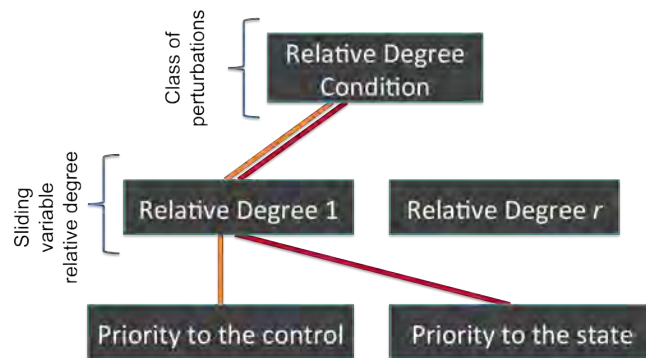 Class of
perturbations
Relative Degree
Condition
Sliding
variable
relative degree
Relative Degree 1
Relative Degree r
Priority to the control
Priority to the state